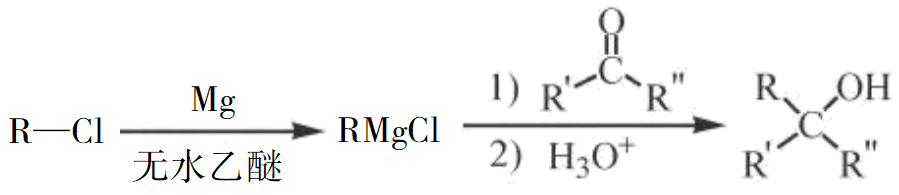 R—Cl
Mg
无水乙醚
RMgCl
1)
O
C
R'
R"
2) H₃O⁺
R
OH
C
R'
R"